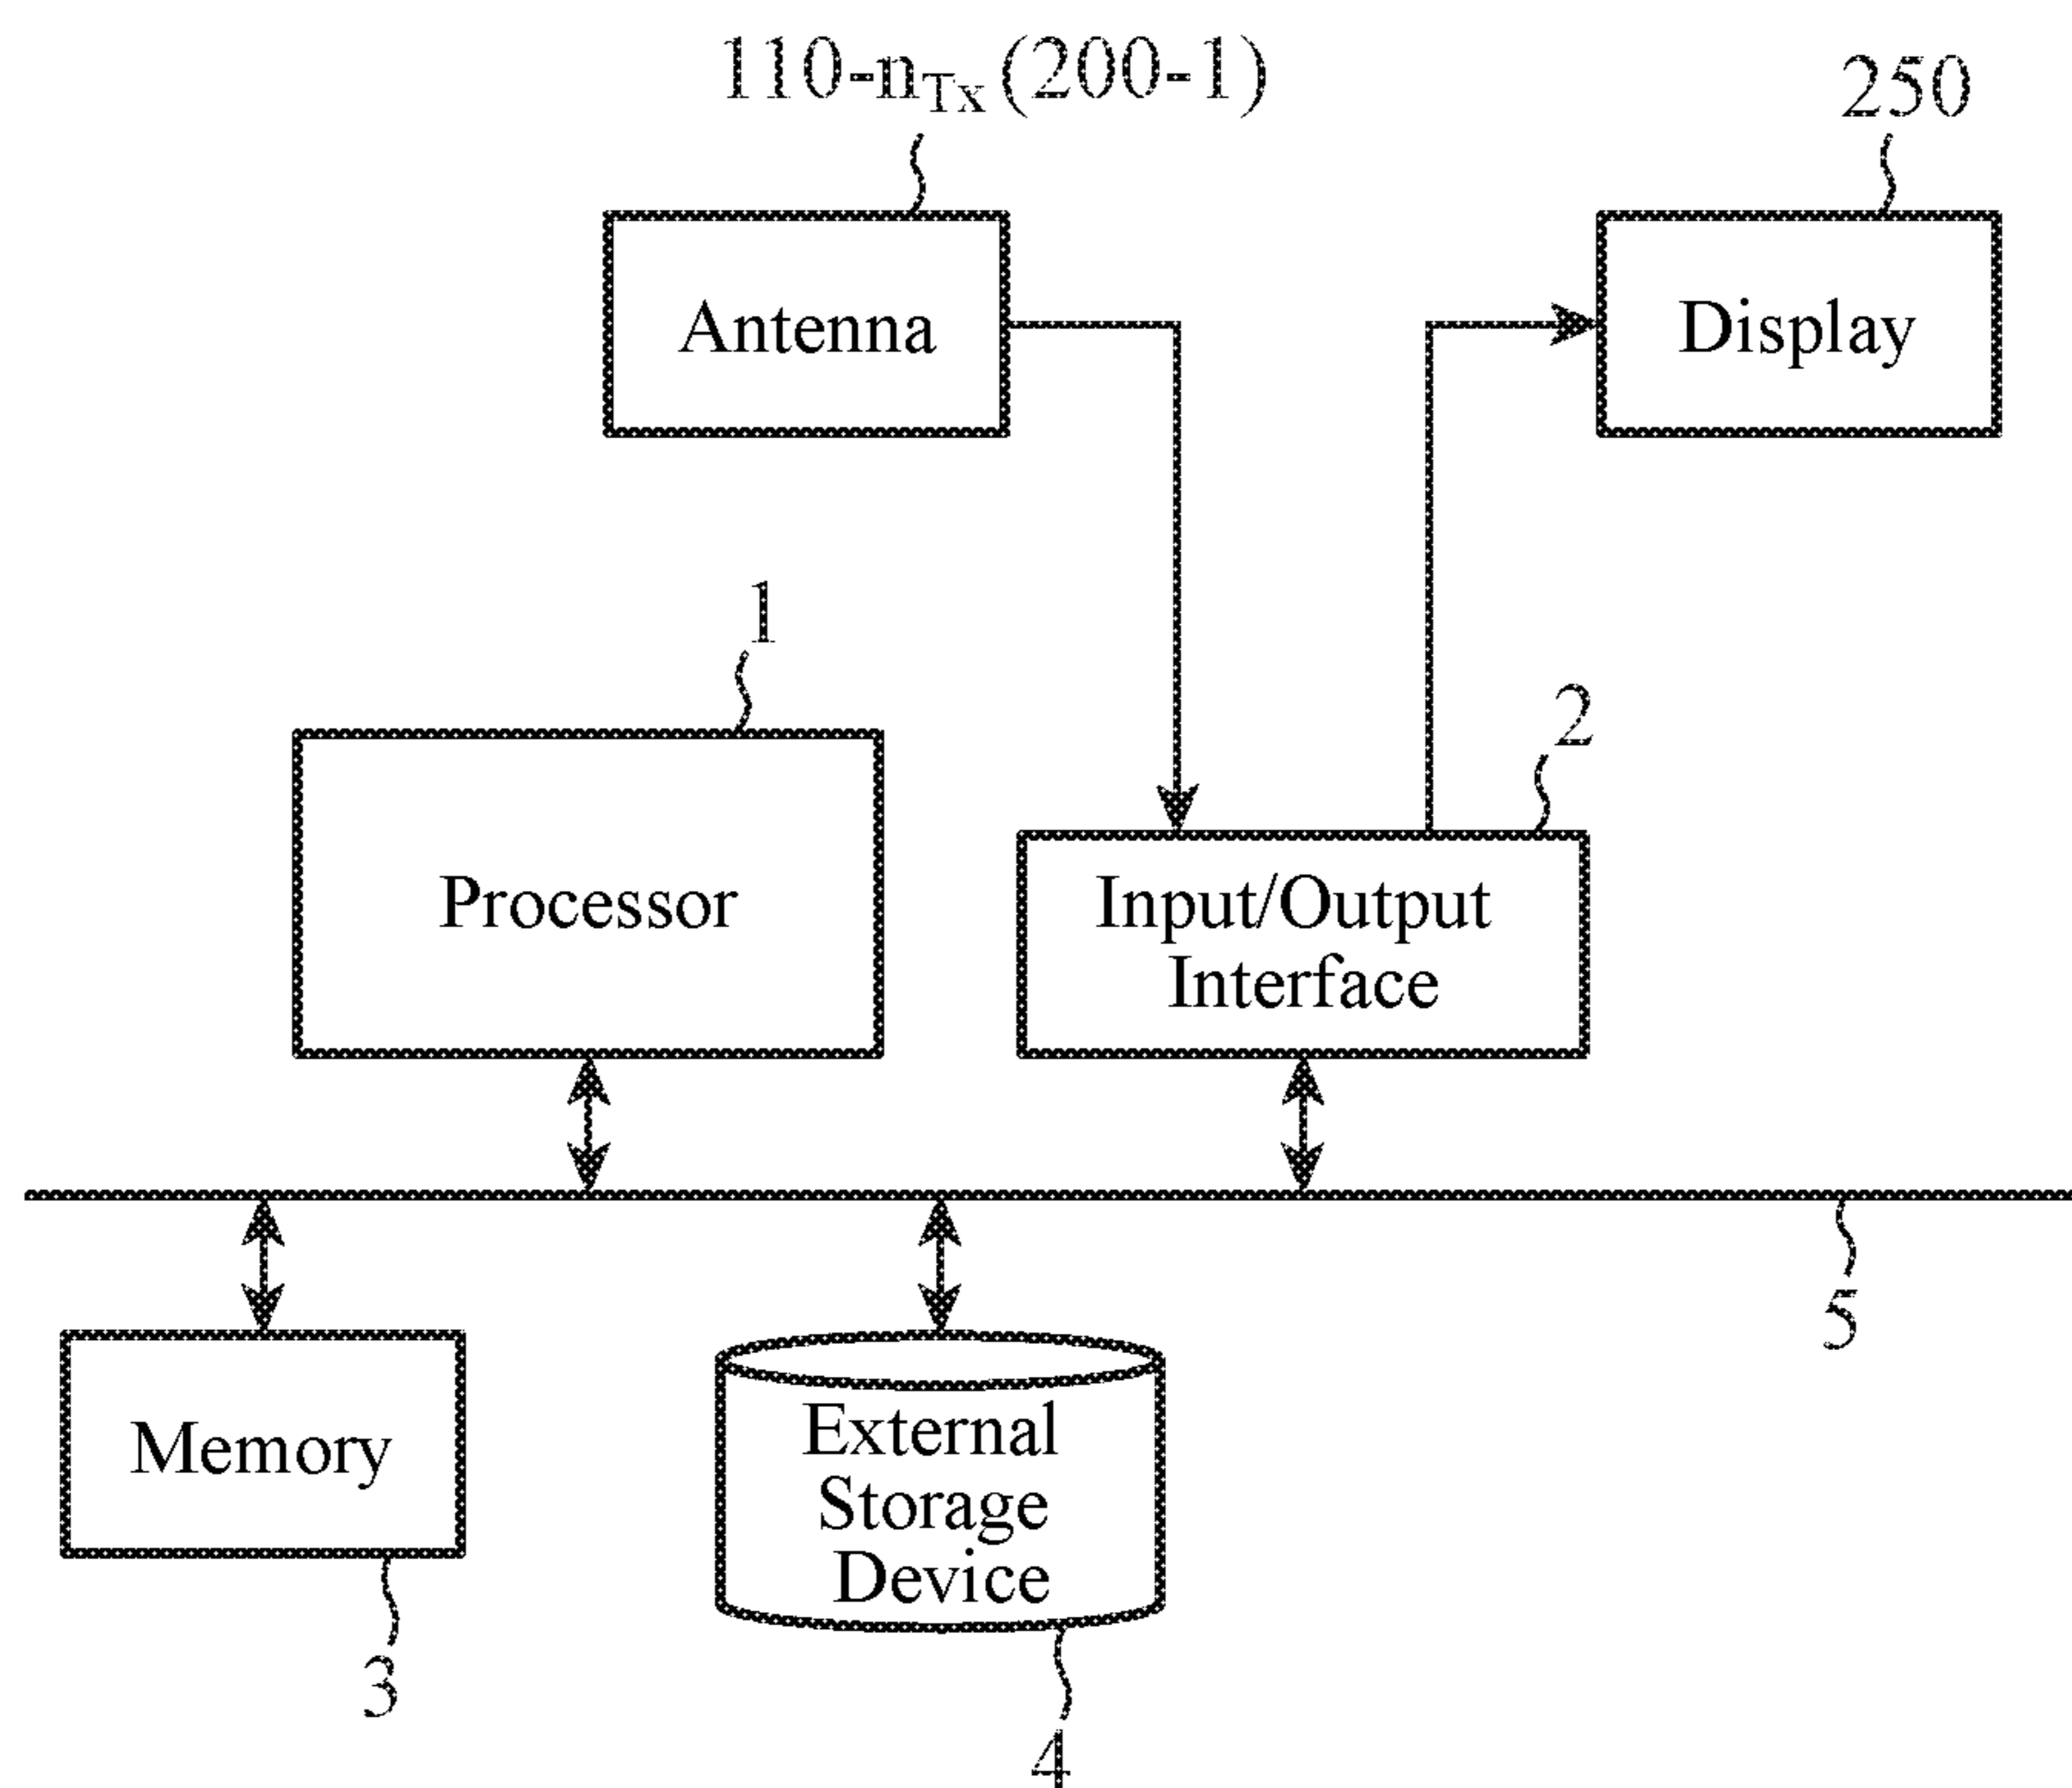 110-nTx (200-1)
250
Antenna
Display
1
2
Processor
Input/Output
Interface
5
Memory
External
Storage
Device
3
4